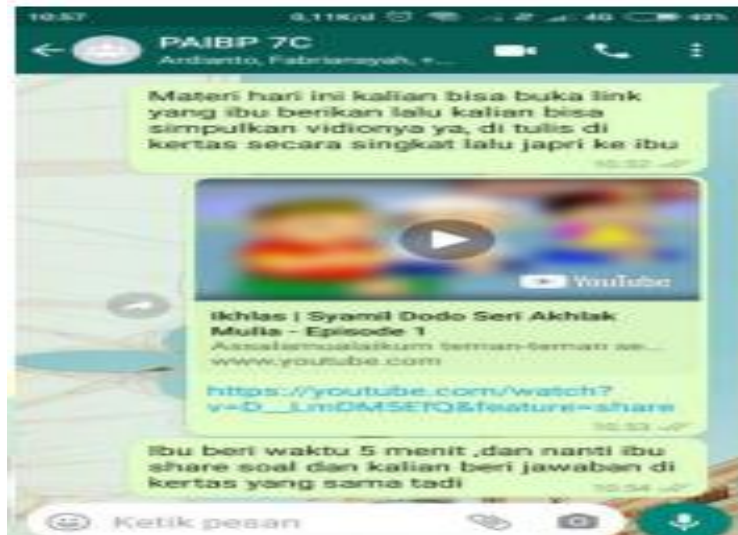 10:57 0,11K/d 4G 49%
PAIBP 7C
Ardianto, Fabriansyah, +...
Materi hari ini kalian bisa buka link
yang ibu berikan lalu kalian bisa
simpulkan vidionya ya, di tulis di
kertas secara singkat lalu japri ke ibu
10:52
YouTube
Ikhlas | Syamil Dodo Seri Akhlak
Mulia - Episode 1
Assalamualaikum teman-teman se...
www.youtube.com
https://youtube.com/watch?
10:53
Ibu beri waktu 5 menit ,dan nanti ibu
share soal dan kalian beri jawaban di
kertas yang sama tadi
10:54
Ketik pesan